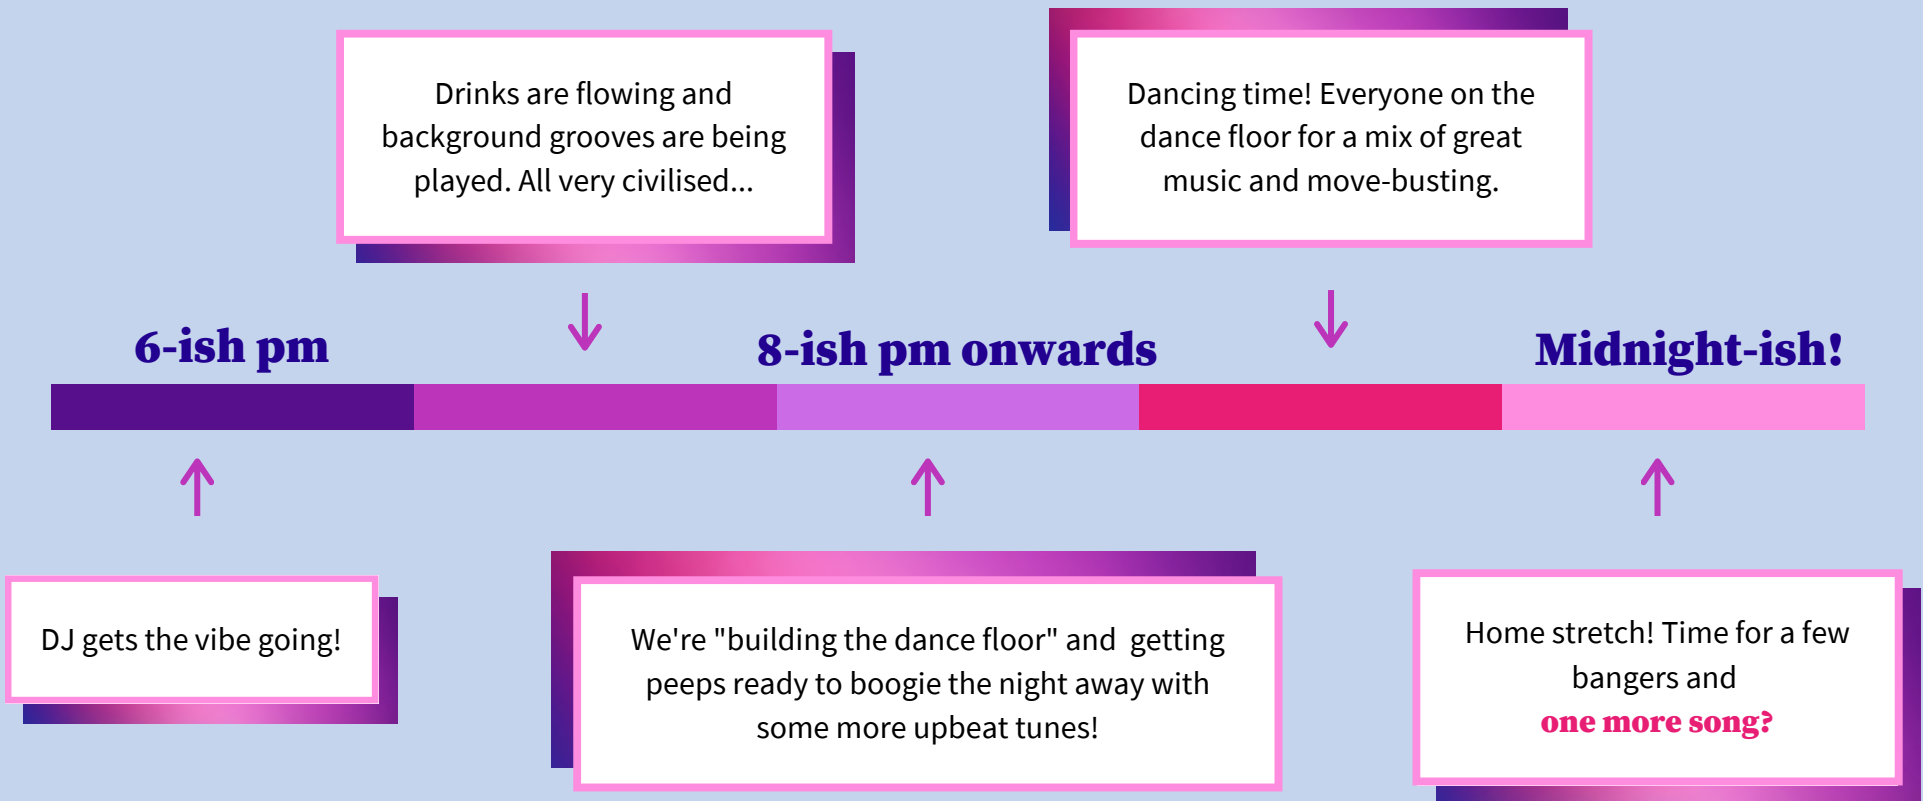 Drinks are flowing and
background grooves are being
played. All very civilised...
Dancing time! Everyone on the
dance floor for a mix of great
music and move-busting.
6-ish pm
8-ish pm onwards
Midnight-ish!
DJ gets the vibe going!
We're "building the dance floor" and  getting
peeps ready to boogie the night away with
some more upbeat tunes!
Home stretch! Time for a few
bangers and
one more song?